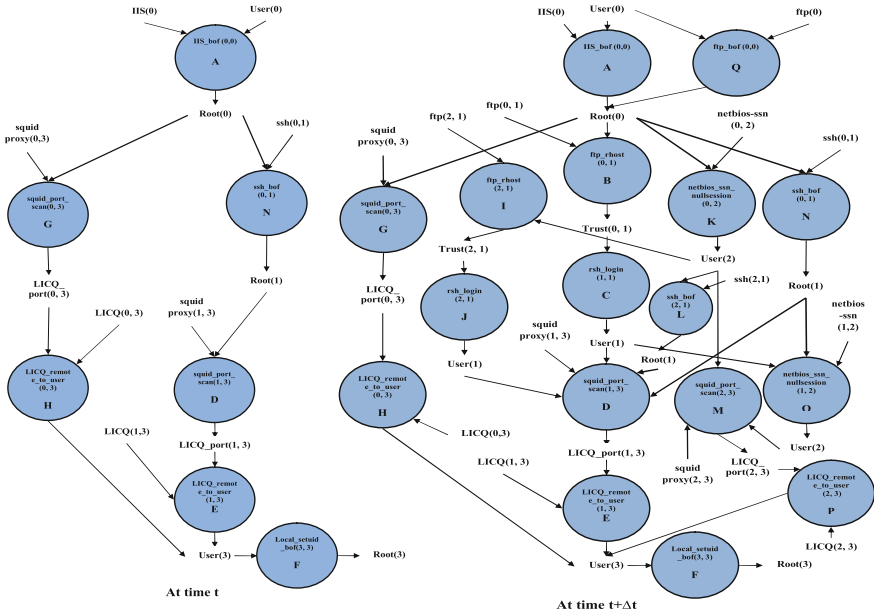 IIS(0)
User(0)
IIS_bof (0,0)
A
Root(0)
squid
proxy(0,3)
ssh(0,1)
squid_port_
scan(0, 3)
G
ssh_bof
(0, 1)
N
LICQ_
port(0, 3)
Root(1)
LICQ(0, 3)
squid
proxy(1, 3)
LICQ_remot
e_to_user
(0, 3)
H
squid_port_
scan(1, 3)
D
LICQ(1,3)
LICQ_port(1, 3)
LICQ_remot
e_to_user
(1, 3)
E
User(3)
Local_setuid
_bof(3, 3)
F
Root(3)
At time t
IIS(0)
User(0)
ftp(0)
IIS_bof (0,0)
A
ftp_bof (0,0)
Q
ftp(2, 1)
ftp(0, 1)
Root(0)
netbios-ssn
(0, 2)
squid
proxy(0, 3)
ssh(0,1)
ftp_rhost
(2, 1)
I
ftp_rhost
(0, 1)
B
squid_port_
scan(0, 3)
G
netbios_ssn_
nullsession
(0, 2)
K
ssh_bof
(0, 1)
N
Trust(2, 1)
Trust(0, 1)
User(2)
LICQ_
port(0, 3)
rsh_login
(2, 1)
J
rsh_login
(1, 1)
C
ssh_bof
(2, 1)
L
ssh(2,1)
Root(1)
netbios
-ssn
(1,2)
squid
proxy(1, 3)
User(1)
User(1)
Root(1)
LICQ_remot
e_to_user
(0, 3)
H
squid_port_
scan(1, 3)
D
squid_port_
scan(2, 3)
M
netbios_ssn_
nullsession
(1, 2)
O
LICQ(0,3)
User(2)
LICQ_port(1, 3)
LICQ(1, 3)
squid
proxy(2, 3)
LICQ_
port(2, 3)
LICQ_remot
e_to_user
(1, 3)
E
LICQ_remot
e_to_user
(2, 3)
P
LICQ(2, 3)
User(3)
Local_setuid
_bof(3, 3)
F
Root(3)
At time t+Δt